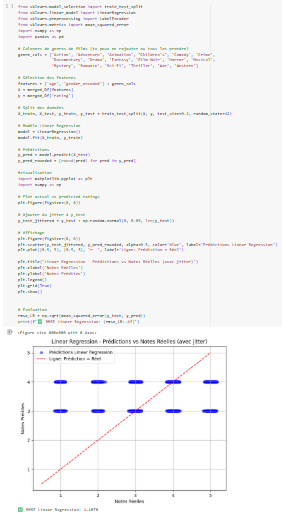 from sklearn.model_selection import train_test_split
from sklearn.linear_model import LinearRegression
from sklearn.preprocessing import LabelEncoder
from sklearn.metrics import mean_squared_error
import numpy as np
import pandas as pd
# Colonnes de genres de films (tu peux en rajouter ou tous les prendre)
genre_cols = ["Action", "Adventure", "Animation", "Children's", "Comedy", "Crime",
"Documentary", "Drama", "Fantasy", "Film-Noir", "Horror", "Musical",
"Mystery", "Romance", "Sci-Fi", "Thriller", "War", "Western"]
# Sélection des features
features = ["age", "gender_encoded"] + genre_cols
X = merged_df[features]
y = merged_df['rating']
# Split des données
X_train, X_test, y_train, y_test = train_test_split(X, y, test_size=0.2, random_state=42)
# Modèle Linear Regression
model = LinearRegression()
model.fit(X_train, y_train)
# Prédictions
y_pred = model.predict(X_test)
y_pred_rounded = [round(pred) for pred in y_pred]
#Visualisation
import matplotlib.pyplot as plt
import numpy as np
# Plot actual vs predicted ratings
plt.figure(figsize=(8, 6))
# Ajouter du jitter à y_test
y_test_jittered = y_test + np.random.normal(0, 0.05, len(y_test))
# Affichage
plt.figure(figsize=(8, 6))
plt.scatter(y_test_jittered, y_pred_rounded, alpha=0.3, color="blue", label="Prédictions Linear Regression")
plt.plot([0.5, 5], [0.5, 5], 'r--', label="Ligne: Prédiction = Réel")
plt.title("Linear Regression - Prédictions vs Notes Réelles (avec jitter)")
plt.xlabel("Notes Réelles")
plt.ylabel("Notes Prédites")
plt.legend()
plt.grid(True)
plt.show()
# Evaluation
rmse_LR = np.sqrt(mean_squared_error(y_test, y_pred))
<Figure size 800x600 with 0 Axes>
Linear Regression - Prédictions vs Notes Réelles (avec jitter)
Prédictions Linear Regression
Ligne: Prédiction = Réel
Notes Prédites
5
4
3
2
1
1 2 3 4 5
Notes Réelles
RMSE Linear Regression: